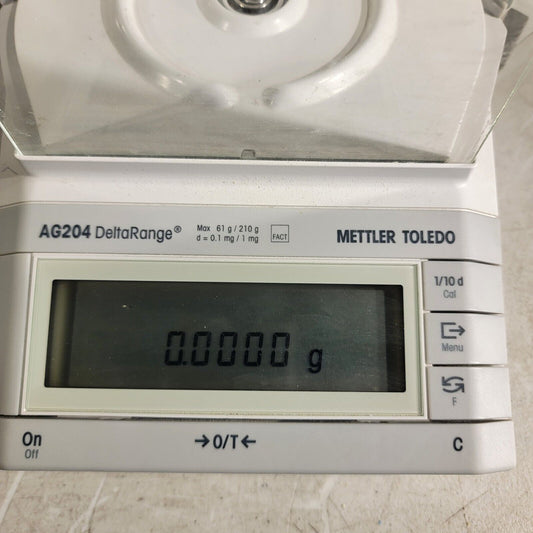 AG204 DeltaRange®
Max 61 g / 210 g
d = 0.1 mg / 1 mg
FACT
METTLER TOLEDO
1/10 d
Cal
0.0000 g
Menu
F
On
Off
→0/T←
C